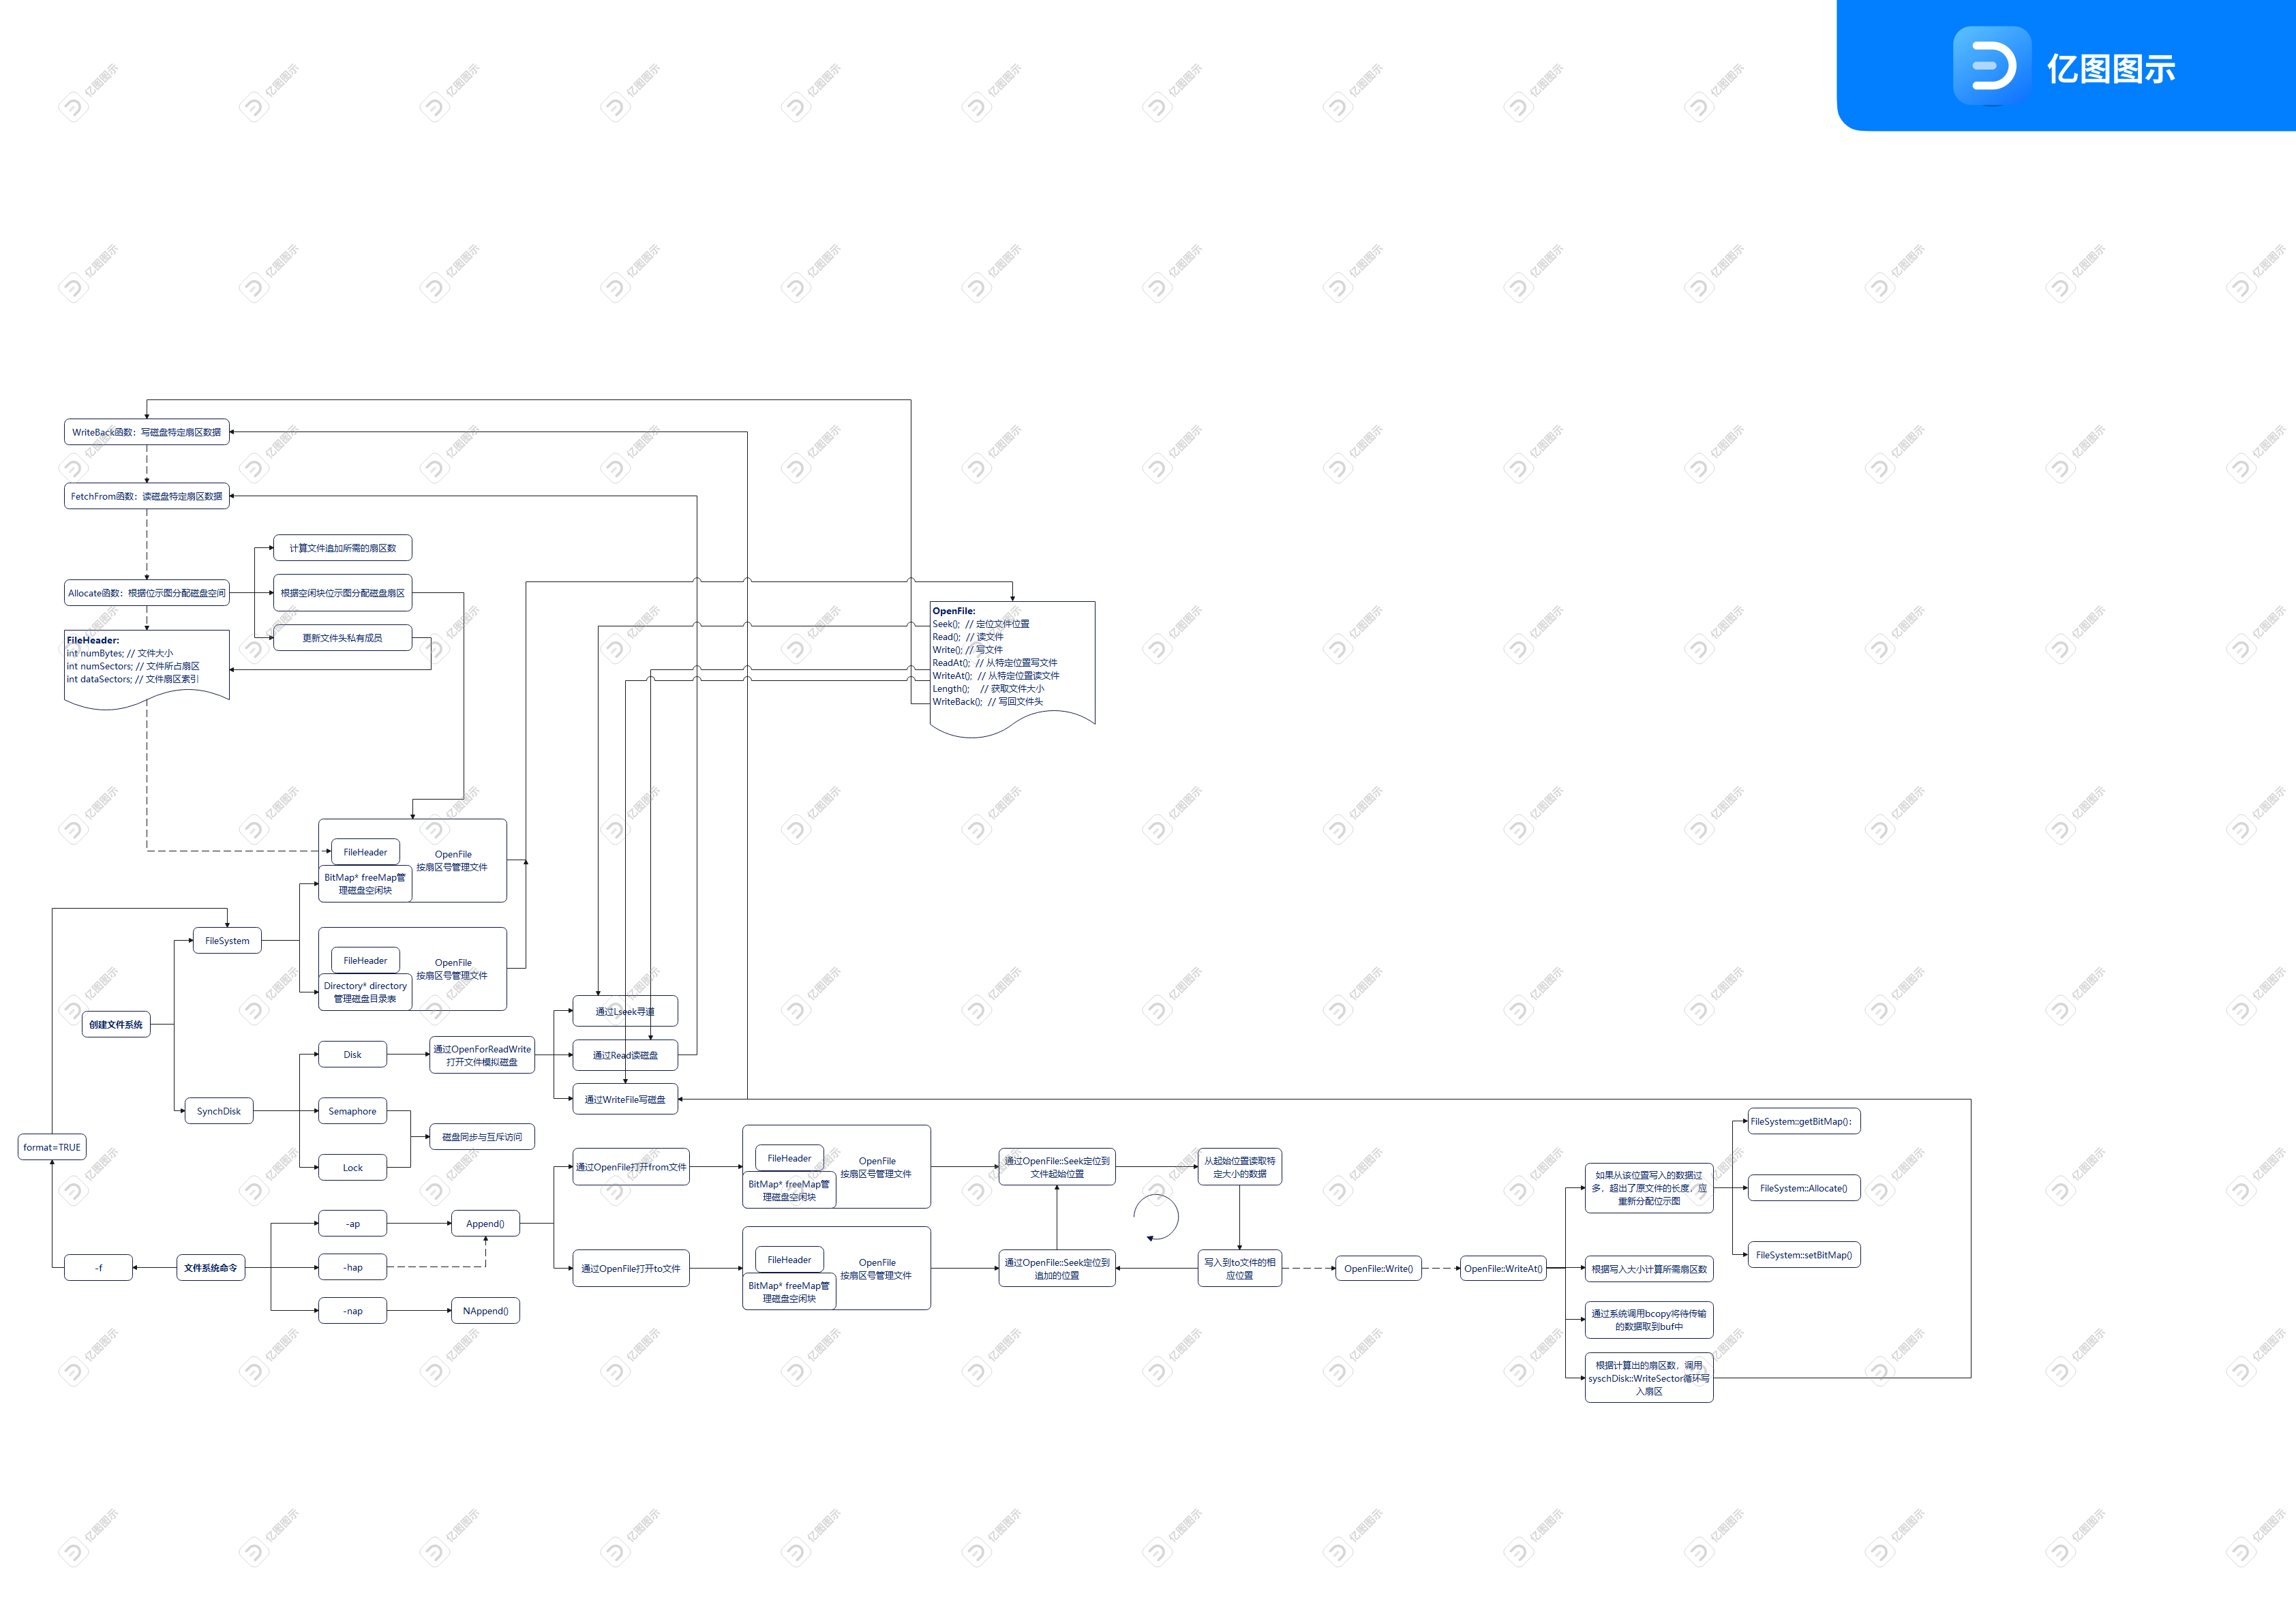 亿图图示
WriteBack函数：写磁盘特定扇区数据
FetchFrom函数：读磁盘特定扇区数据
计算文件追加所需的扇区数
Allocate函数：根据位示图分配磁盘空间
根据空闲块位示图分配磁盘扇区
更新文件头私有成员
FileHeader:
int numBytes; // 文件大小
int numSectors; // 文件所占扇区
int dataSectors; // 文件扇区索引
OpenFile:
Seek();  // 定位文件位置
Read();  // 读文件
Write(); // 写文件
ReadAt();  // 从特定位置写文件
WriteAt();  // 从特定位置读文件
Length();    // 获取文件大小
WriteBack();  // 写回文件头
FileHeader
OpenFile
按扇区号管理文件
BitMap* freeMap管
理磁盘空闲块
FileSystem
FileHeader
OpenFile
按扇区号管理文件
Directory* directory
管理磁盘目录表
创建文件系统
通过Lseek寻道
Disk
通过OpenForReadWrite
打开文件模拟磁盘
通过Read读磁盘
通过WriteFile写磁盘
SynchDisk
Semaphore
磁盘同步与互斥访问
Lock
format=TRUE
通过OpenFile打开from文件
FileHeader
OpenFile
按扇区号管理文件
BitMap* freeMap管
理磁盘空闲块
通过OpenFile::Seek定位到
文件起始位置
从起始位置读取特
定大小的数据
如果从该位置写入的数据过
多，超出了原文件的长度，应
重新分配位示图
FileSystem::getBitMap():
FileSystem::Allocate()
FileSystem::setBitMap()
-ap
Append()
-f
文件系统命令
-hap
通过OpenFile打开to文件
FileHeader
OpenFile
按扇区号管理文件
BitMap* freeMap管
理磁盘空闲块
通过OpenFile::Seek定位到
追加的位置
写入到to文件的相
应位置
OpenFile::Write()
OpenFile::WriteAt()
根据写入大小计算所需扇区数
-nap
NAppend()
通过系统调用bcopy将待传输
的数据取到buf中
根据计算出的扇区数，调用
syschDisk::WriteSector循环写
入扇区